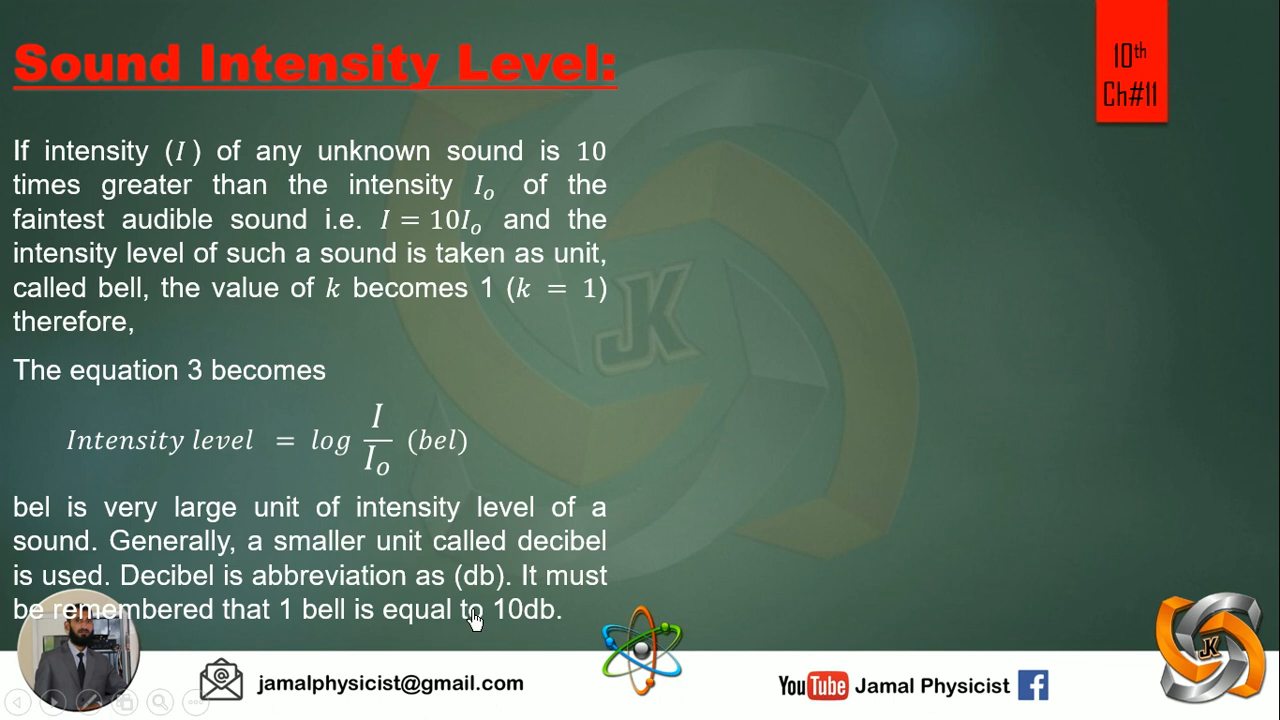 Sound Intensity Level:
10th
Ch#11
If intensity (I ) of any unknown sound is 10
times greater than the intensity Iₒ of the
faintest audible sound i.e. I = 10Iₒ and the
intensity level of such a sound is taken as unit,
called bell, the value of k becomes 1 (k = 1)
therefore,
The equation 3 becomes
Intensity level = log I/Iₒ (bel)
bel is very large unit of intensity level of a
sound. Generally, a smaller unit called decibel
is used. Decibel is abbreviation as (db). It must
be remembered that 1 bell is equal to 10db.
JK
jamalphysicist@gmail.com
YouTube Jamal Physicist f
JK